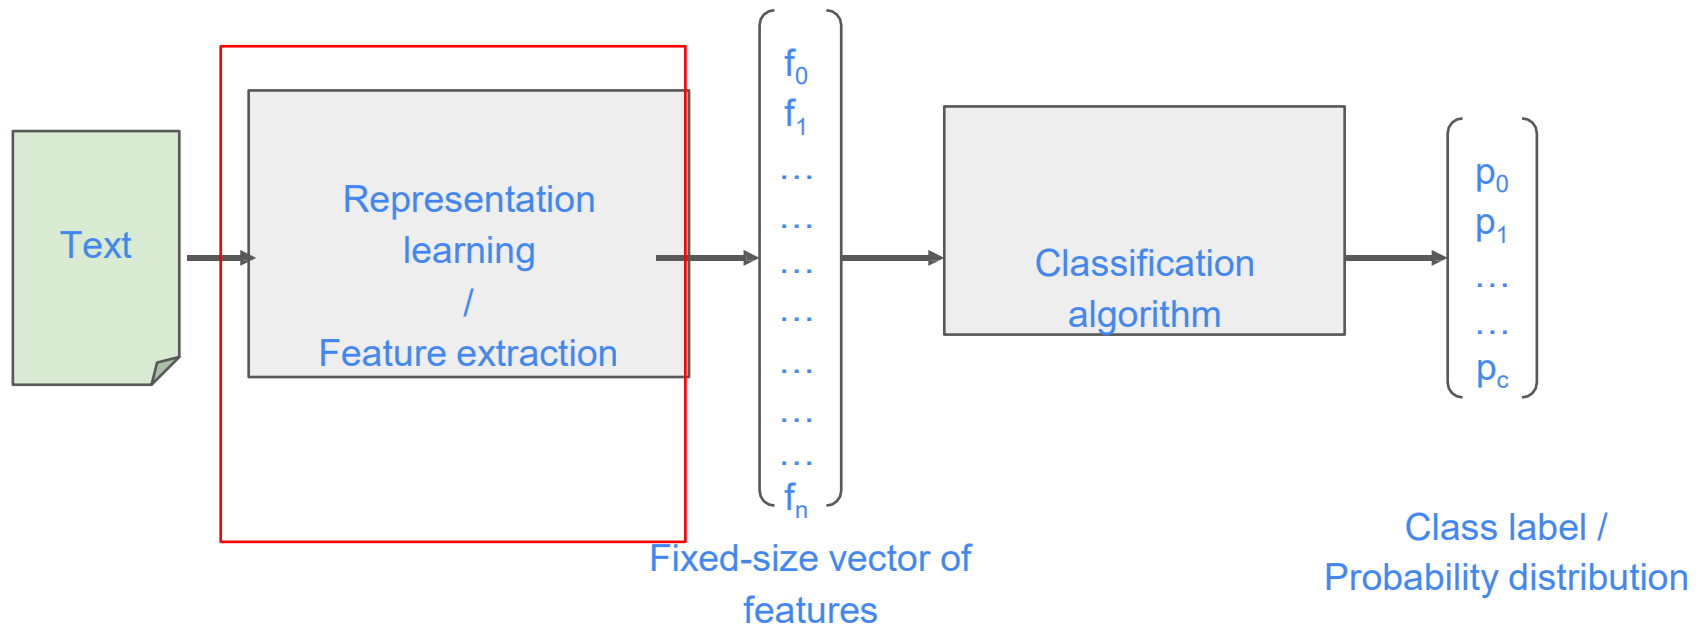 Text
Representation
learning
/
Feature extraction
f0
f1
…
…
…
…
…
…
…
fn
Fixed-size vector of
features
Classification
algorithm
p0
p1
…
…
pc
Class label /
Probability distribution